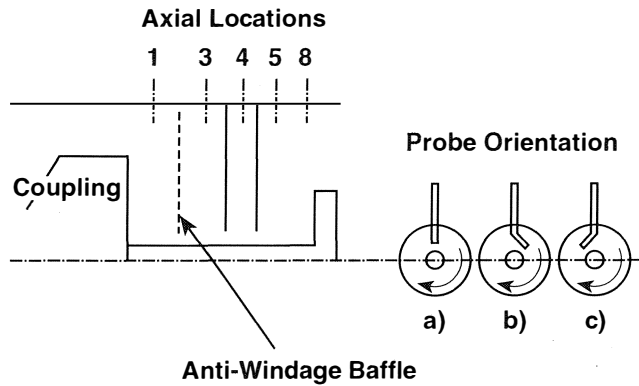 Axial Locations
1 3 4 5 8
Probe Orientation
Coupling
a) b) c)
Anti-Windage Baffle